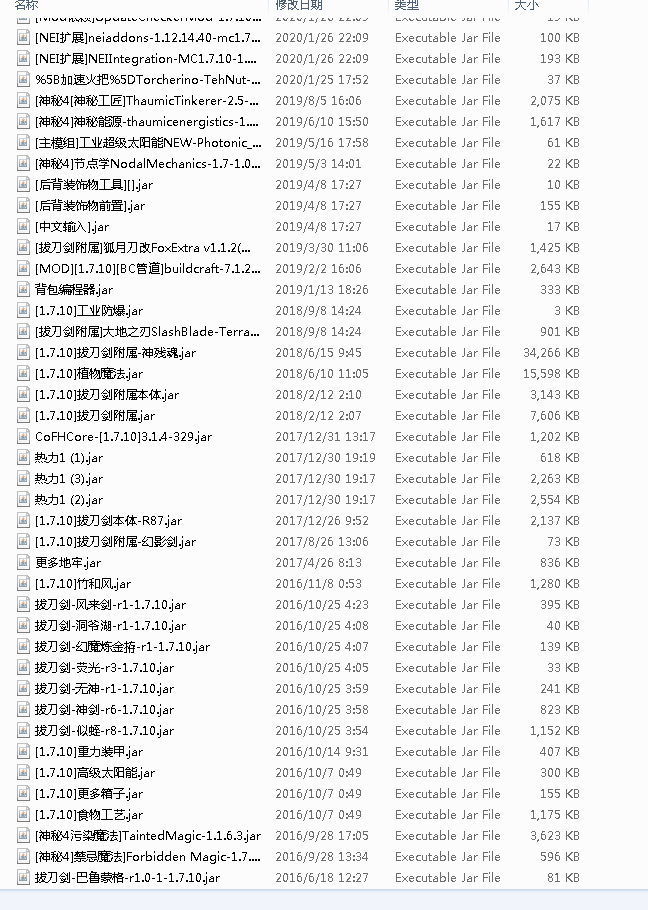 名称 修改日期 类型 大小
[NEI扩展]neiaddons-1.12.14.40-mc1.7... 2020/1/26 22:09 Executable Jar File 100 KB
[NEI扩展]NEIIntegration-MC1.7.10-1.... 2020/1/26 22:09 Executable Jar File 193 KB
%5B加速火把%5DTorcherino-TehNut-... 2020/1/25 17:52 Executable Jar File 37 KB
[神秘4[神秘工匠]ThaumicTinkerer-2.5-... 2019/8/5 16:06 Executable Jar File 2,075 KB
[神秘4]神秘能源-thaumicenergistics-1.... 2019/6/10 15:50 Executable Jar File 1,617 KB
[主模组]工业超级太阳能NEW-Photonic_... 2019/5/16 17:58 Executable Jar File 61 KB
[神秘4]节点学NodalMechanics-1.7-1.0... 2019/5/3 14:01 Executable Jar File 22 KB
[后背装饰物工具][].jar 2019/4/8 17:27 Executable Jar File 10 KB
[后背装饰物前置].jar 2019/4/8 17:27 Executable Jar File 155 KB
[中文输入].jar 2019/4/8 17:27 Executable Jar File 17 KB
[拔刀剑附属]狐月刀改FoxExtra v1.1.2(... 2019/3/30 11:06 Executable Jar File 1,425 KB
[MOD][1.7.10][BC管道]buildcraft-7.1.2... 2019/2/2 16:06 Executable Jar File 2,643 KB
背包编程器.jar 2019/1/13 18:26 Executable Jar File 333 KB
[1.7.10]工业防爆.jar 2018/9/8 14:24 Executable Jar File 3 KB
[拔刀剑附属]大地之刃SlashBlade-Terra... 2018/9/8 14:24 Executable Jar File 901 KB
[1.7.10]拔刀剑附属-神残魂.jar 2018/6/15 9:45 Executable Jar File 34,266 KB
[1.7.10]植物魔法.jar 2018/6/10 11:05 Executable Jar File 15,598 KB
[1.7.10]拔刀剑附属本体.jar 2018/2/12 2:10 Executable Jar File 3,143 KB
[1.7.10]拔刀剑附属.jar 2018/2/12 2:07 Executable Jar File 7,606 KB
CoFHCore-[1.7.10]3.1.4-329.jar 2017/12/31 13:17 Executable Jar File 1,202 KB
热力1 (1).jar 2017/12/30 19:19 Executable Jar File 618 KB
热力1 (3).jar 2017/12/30 19:17 Executable Jar File 2,263 KB
热力1 (2).jar 2017/12/30 19:17 Executable Jar File 2,554 KB
[1.7.10]拔刀剑本体-R87.jar 2017/12/26 9:52 Executable Jar File 2,137 KB
[1.7.10]拔刀剑附属-幻影剑.jar 2017/8/26 13:06 Executable Jar File 73 KB
更多地牢.jar 2017/4/26 8:13 Executable Jar File 836 KB
[1.7.10]竹和风.jar 2016/11/8 0:53 Executable Jar File 1,280 KB
拔刀剑-风来剑-r1-1.7.10.jar 2016/10/25 4:23 Executable Jar File 395 KB
拔刀剑-洞爷湖-r1-1.7.10.jar 2016/10/25 4:08 Executable Jar File 40 KB
拔刀剑-幻魔炼金掊-r1-1.7.10.jar 2016/10/25 4:07 Executable Jar File 139 KB
拔刀剑-荧光-r3-1.7.10.jar 2016/10/25 4:05 Executable Jar File 33 KB
拔刀剑-无神-r1-1.7.10.jar 2016/10/25 3:59 Executable Jar File 241 KB
拔刀剑-神剑-r6-1.7.10.jar 2016/10/25 3:58 Executable Jar File 823 KB
拔刀剑-似蛭-r8-1.7.10.jar 2016/10/25 3:54 Executable Jar File 1,152 KB
[1.7.10]重力装甲.jar 2016/10/14 9:31 Executable Jar File 407 KB
[1.7.10]高级太阳能.jar 2016/10/7 0:49 Executable Jar File 300 KB
[1.7.10]更多箱子.jar 2016/10/7 0:49 Executable Jar File 155 KB
[1.7.10]食物工艺.jar 2016/10/7 0:49 Executable Jar File 1,175 KB
[神秘4污染魔法]TaintedMagic-1.1.6.3.jar 2016/9/28 17:05 Executable Jar File 3,623 KB
[神秘4]禁忌魔法]Forbidden Magic-1.7.... 2016/9/28 13:34 Executable Jar File 596 KB
拔刀剑-巴鲁蒙格-r1.0-1-1.7.10.jar 2016/6/18 12:27 Executable Jar File 81 KB